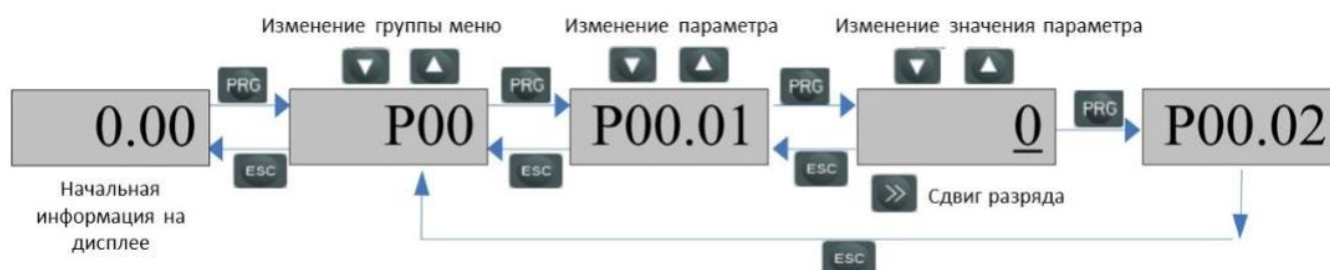 Изменение группы меню
Изменение параметра
Изменение значения параметра
PRG
PRG
PRG
PRG
0.00
P00
P00.01
0
P00.02
ESC
ESC
ESC
Начальная
информация на
дисплее
Сдвиг разряда
ESC